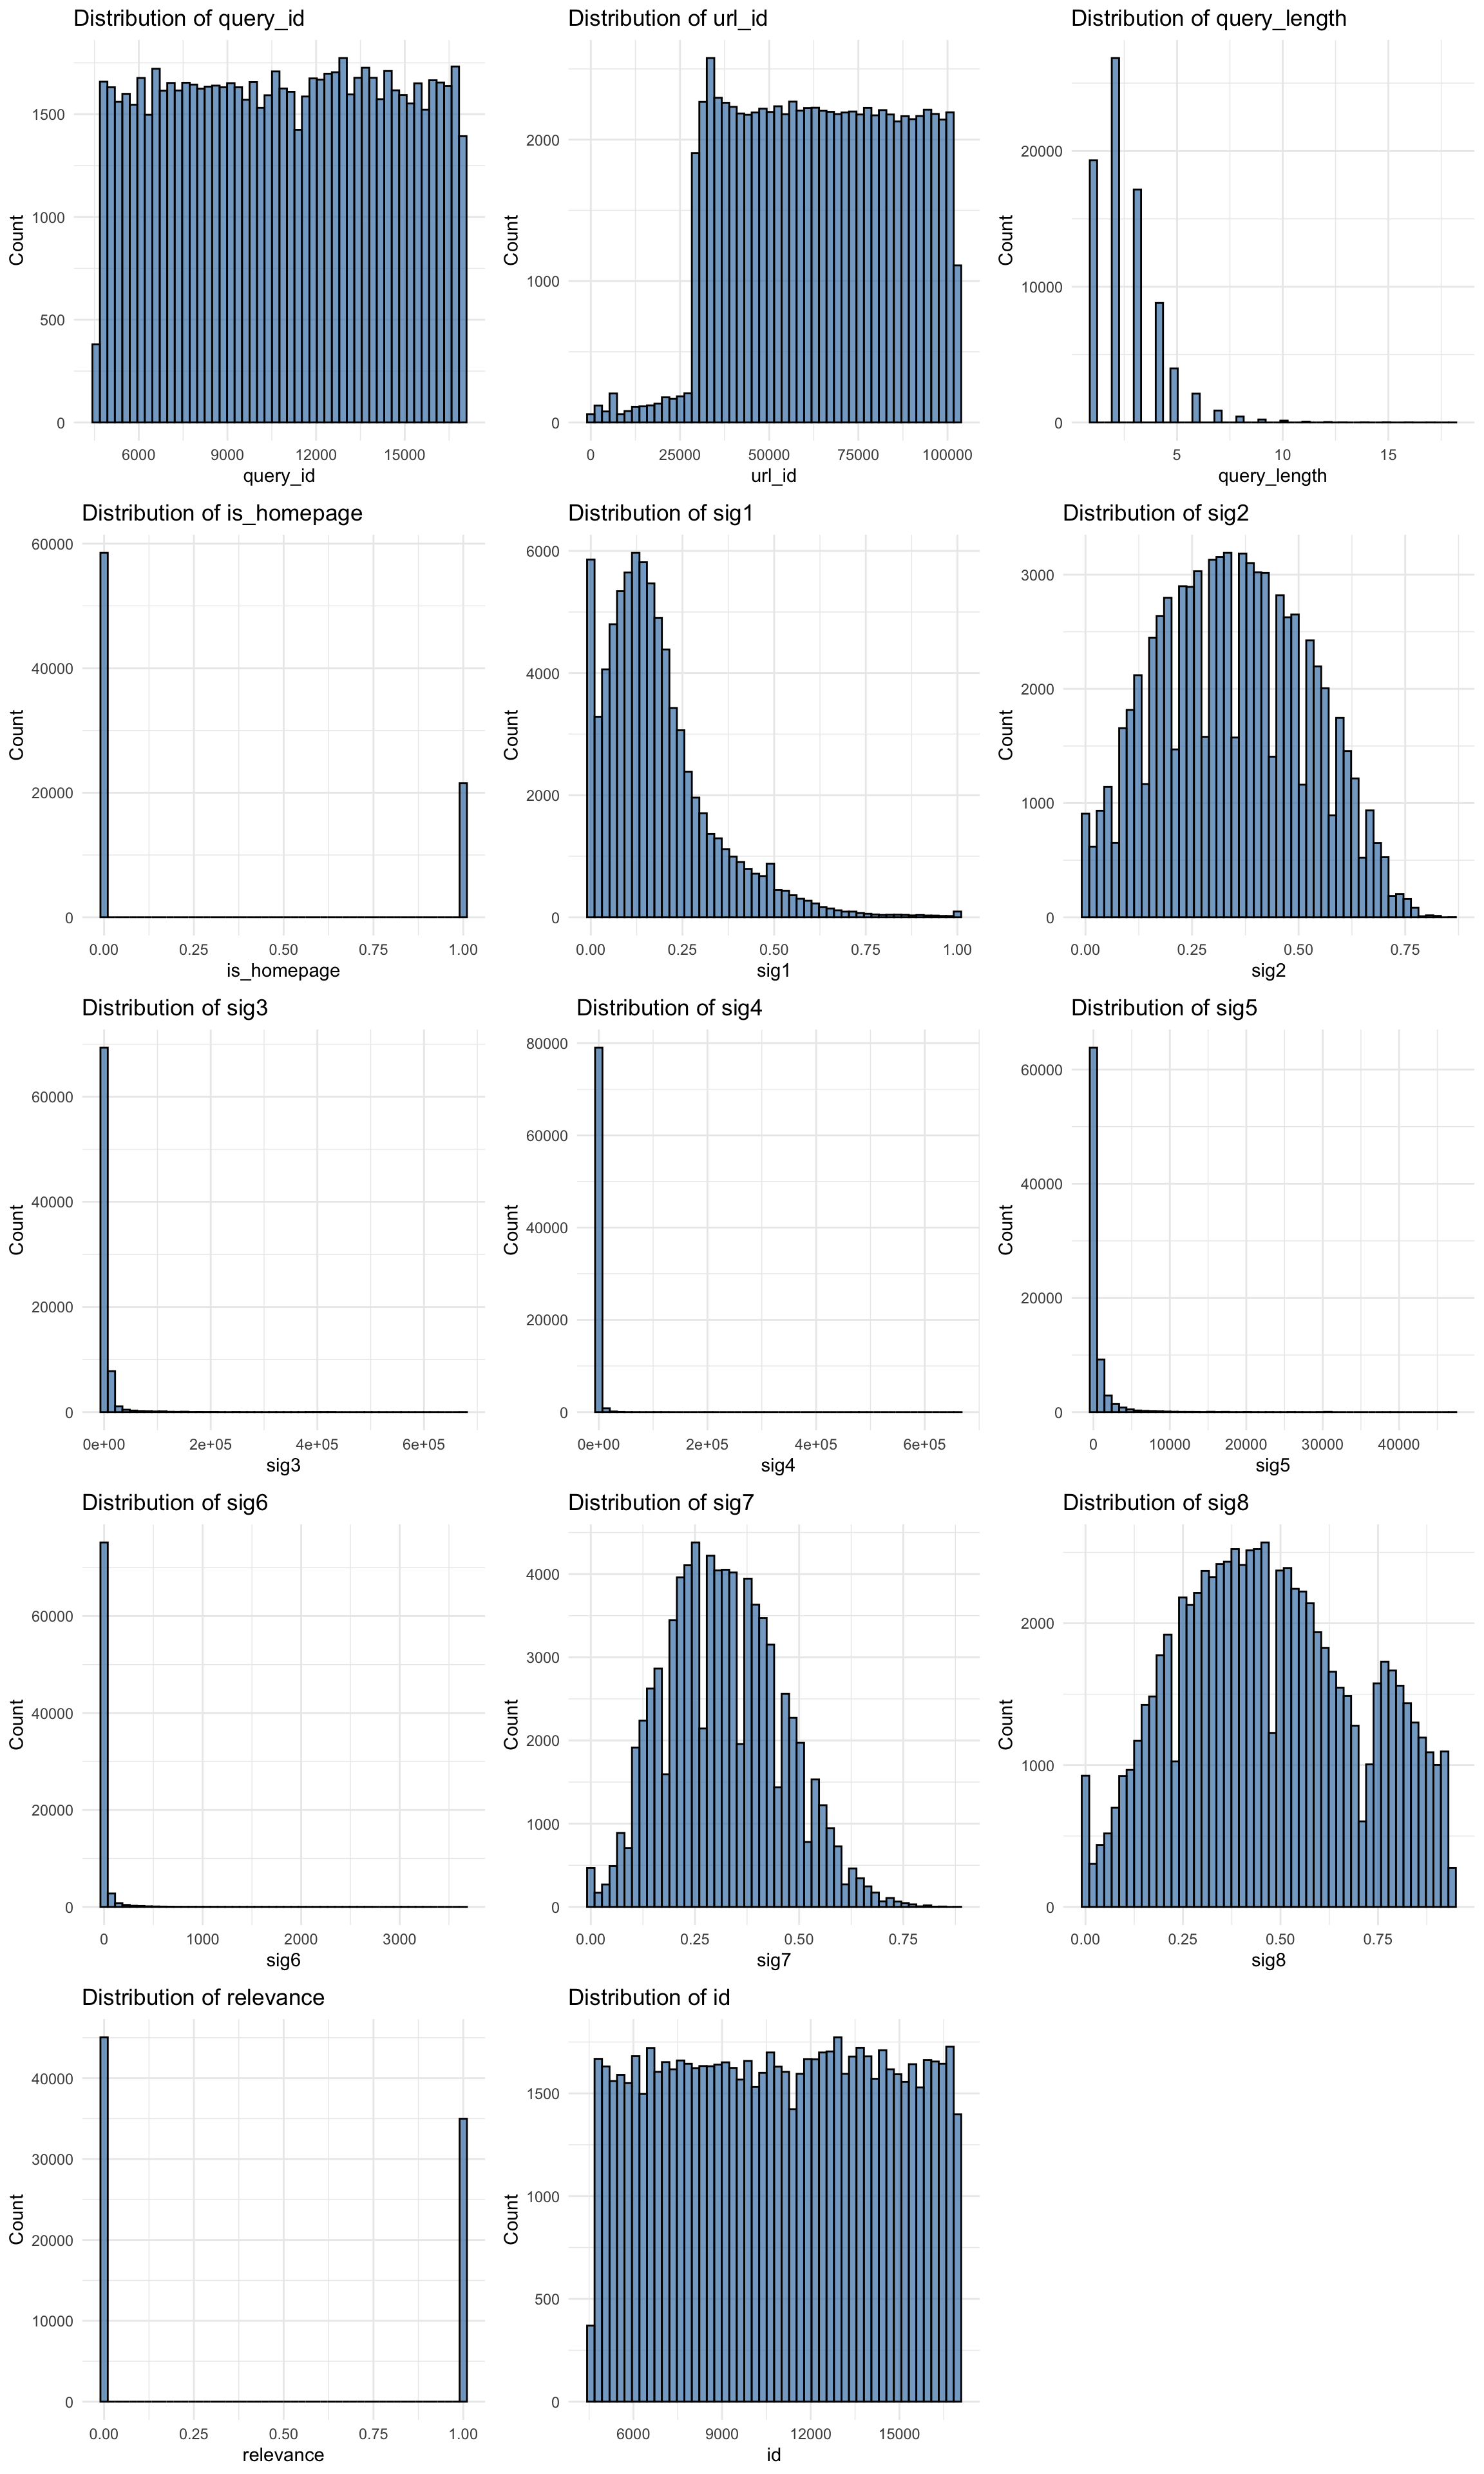 Distribution of query_id
Count
1500
1000
500
0
6000 9000 12000 15000
query_id
Distribution of url_id
Count
2000
1000
0
0 25000 50000 75000 100000
url_id
Distribution of query_length
Count
20000
10000
0
5 10 15
query_length
Distribution of is_homepage
Count
60000
40000
20000
0
0.00 0.25 0.50 0.75 1.00
is_homepage
Distribution of sig1
Count
6000
4000
2000
0
0.00 0.25 0.50 0.75 1.00
sig1
Distribution of sig2
Count
3000
2000
1000
0
0.00 0.25 0.50 0.75
sig2
Distribution of sig3
Count
60000
40000
20000
0
0e+00 2e+05 4e+05 6e+05
sig3
Distribution of sig4
Count
80000
60000
40000
20000
0
0e+00 2e+05 4e+05 6e+05
sig4
Distribution of sig5
Count
60000
40000
20000
0
0 10000 20000 30000 40000
sig5
Distribution of sig6
Count
60000
40000
20000
0
0 1000 2000 3000
sig6
Distribution of sig7
Count
4000
3000
2000
1000
0
0.00 0.25 0.50 0.75
sig7
Distribution of sig8
Count
2000
1000
0
0.00 0.25 0.50 0.75
sig8
Distribution of relevance
Count
40000
30000
20000
10000
0
0.00 0.25 0.50 0.75 1.00
relevance
Distribution of id
Count
1500
1000
500
0
6000 9000 12000 15000
id